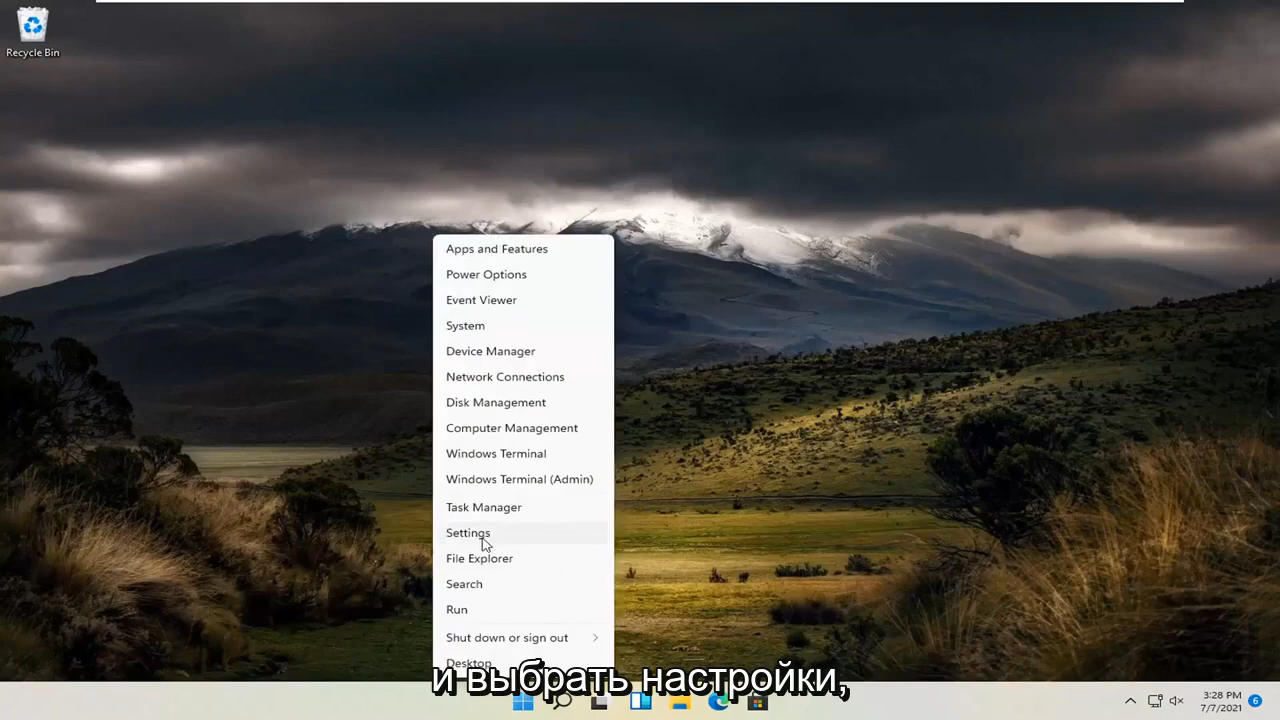 Recycle Bin
Apps and Features
Power Options
Event Viewer
System
Device Manager
Network Connections
Disk Management
Computer Management
Windows Terminal
Windows Terminal (Admin)
Task Manager
Settings
File Explorer
Search
Run
Shut down or sign out
Desktop
и выбрать настройки,
3:28 PM
7/7/2021
6